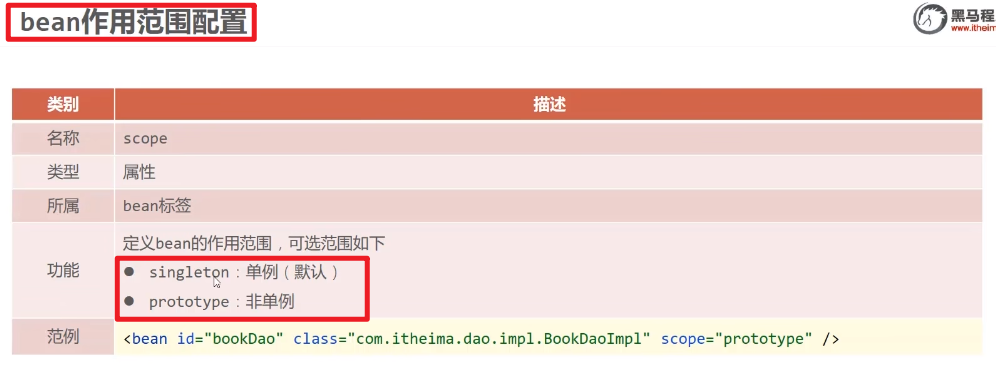 bean作用范围配置
黑马程
www.itheim
类别 描述
名称 scope
类型 属性
所属 bean标签
功能 定义bean的作用范围，可选范围如下
● singleton：单例（默认）
● prototype：非单例
范例 <bean id="bookDao" class="com.itheima.dao.impl.BookDaoImpl" scope="prototype" />